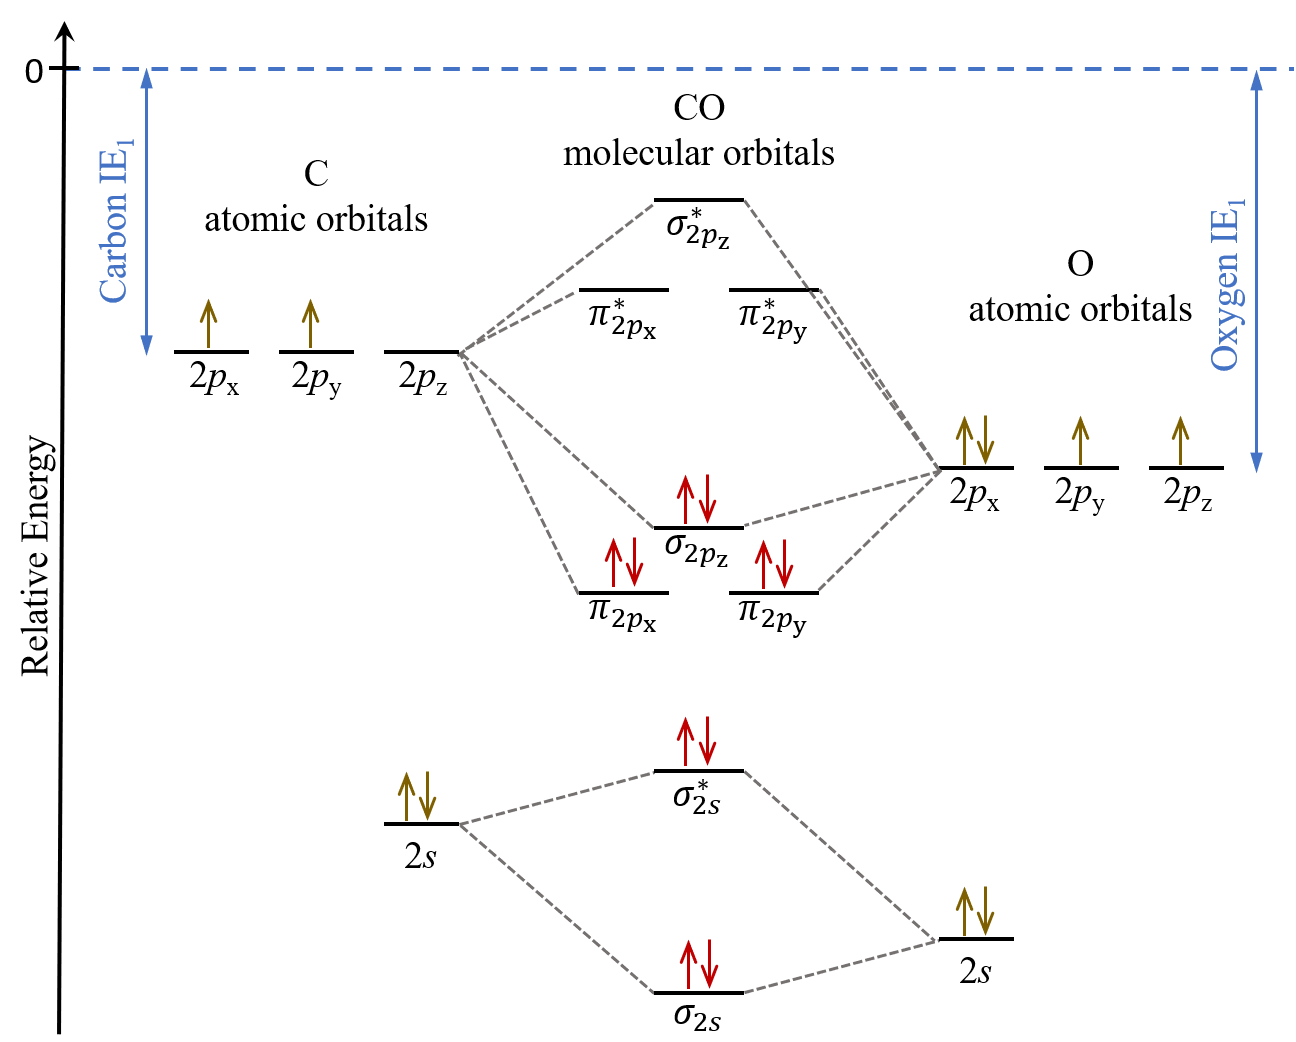 0
CO
molecular orbitals
C
atomic orbitals
Carbon IE₁
σ*₂pz
O
atomic orbitals
Oxygen IE₁
π*₂pₓ π*₂py
2pₓ 2py 2pz
2pₓ 2py 2pz
σ₂pz
π₂pₓ π₂py
Relative Energy
σ*₂s
2s
2s
σ₂s